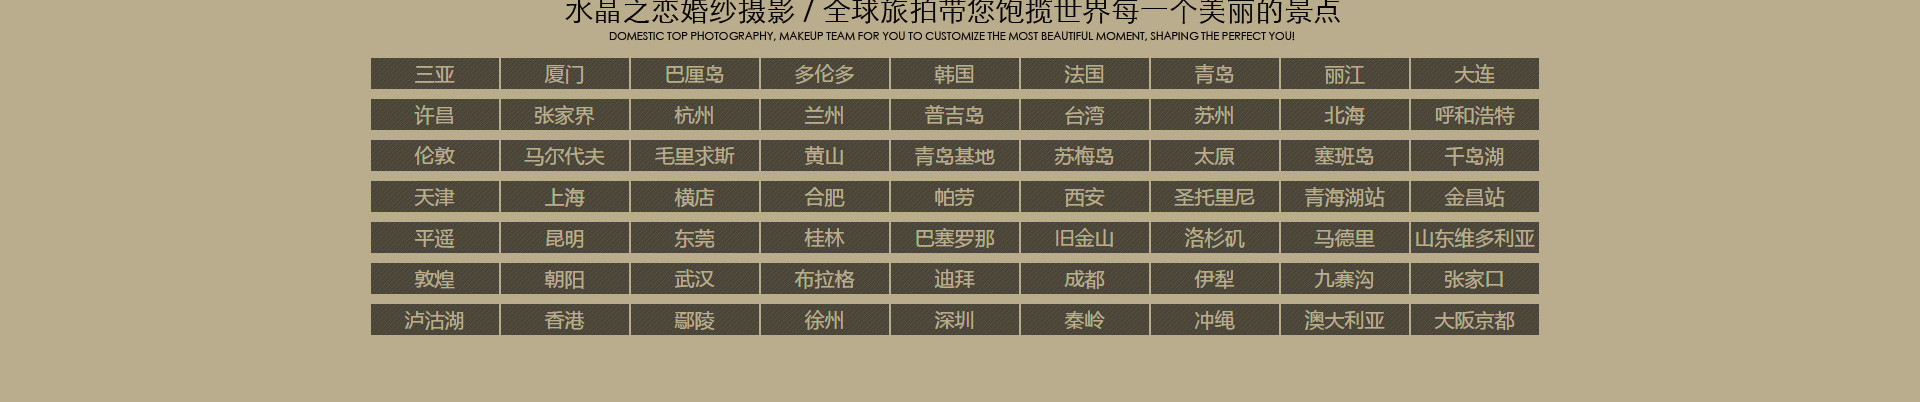 水晶之恋婚纱摄影 / 全球旅拍带您饱揽世界每一个美丽的景点
DOMESTIC TOP PHOTOGRAPHY, MAKEUP TEAM FOR YOU TO CUSTOMIZE THE MOST BEAUTIFUL MOMENT, SHAPING THE PERFECT YOU!
三亚 厦门 巴厘岛 多伦多 韩国 法国 青岛 丽江 大连
许昌 张家界 杭州 兰州 普吉岛 台湾 苏州 北海 呼和浩特
伦敦 马尔代夫 毛里求斯 黄山 青岛基地 苏梅岛 太原 塞班岛 千岛湖
天津 上海 横店 合肥 帕劳 西安 圣托里尼 青海湖站 金昌站
平遥 昆明 东莞 桂林 巴塞罗那 旧金山 洛杉矶 马德里 山东维多利亚
敦煌 朝阳 武汉 布拉格 迪拜 成都 伊犁 九寨沟 张家口
泸沽湖 香港 鄢陵 徐州 深圳 秦岭 冲绳 澳大利亚 大阪京都